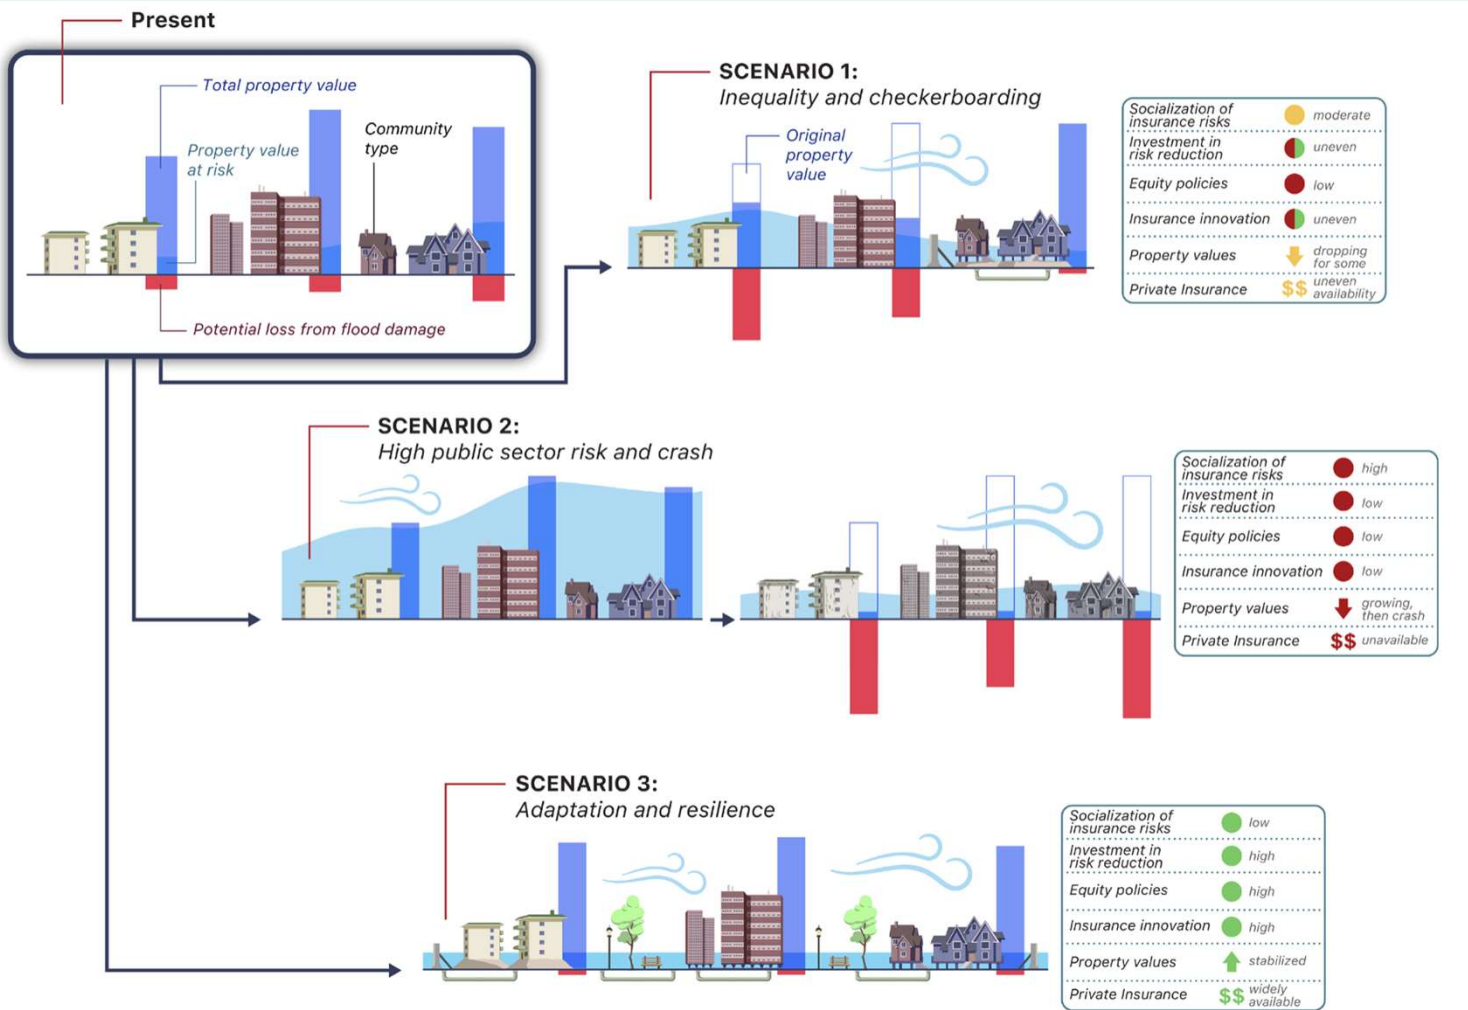 Present
Total property value
Property value
at risk
Community
type
Potential loss from flood damage
SCENARIO 1:
Inequality and checkerboarding
Original
property
value
Socialization of
insurance risks
moderate
Investment in
risk reduction
uneven
Equity policies
low
Insurance innovation
uneven
Property values
dropping
for some
Private Insurance
$$
uneven
availability
SCENARIO 2:
High public sector risk and crash
Socialization of
insurance risks
high
Investment in
risk reduction
low
Equity policies
low
Insurance innovation
low
Property values
growing,
then crash
Private Insurance
$$
unavailable
SCENARIO 3:
Adaptation and resilience
Socialization of
insurance risks
low
Investment in
risk reduction
high
Equity policies
high
Insurance innovation
high
Property values
stabilized
Private Insurance
$$
widely
available